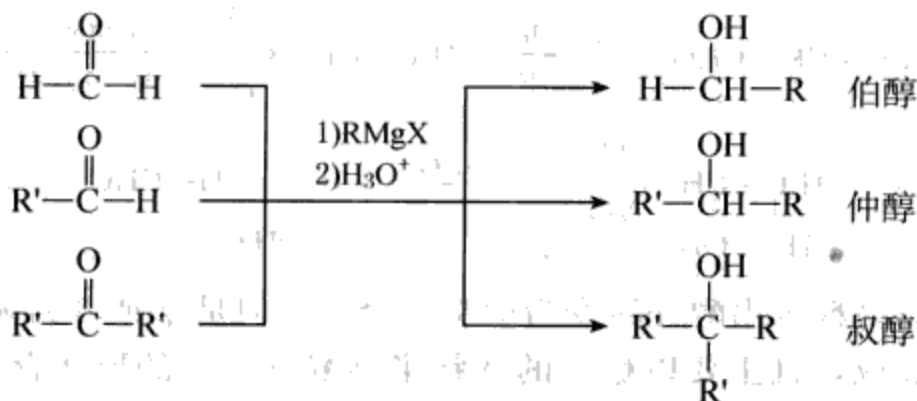 O OH
H—C—H H—CH—R 伯醇
1)RMgX
2)H₃O⁺
O OH
R'—C—H R'—CH—R 仲醇
O OH
R'—C—R' R'—C—R 叔醇
R'